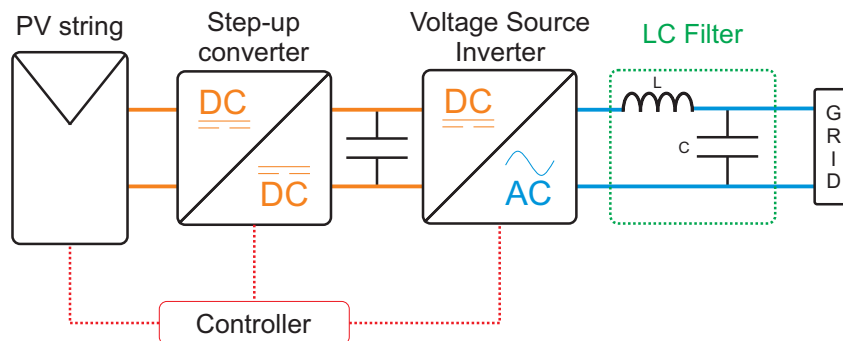 PV string
Step-up
converter
Voltage Source
Inverter
LC Filter
DC
DC
DC
AC
L
C
G
R
I
D
Controller